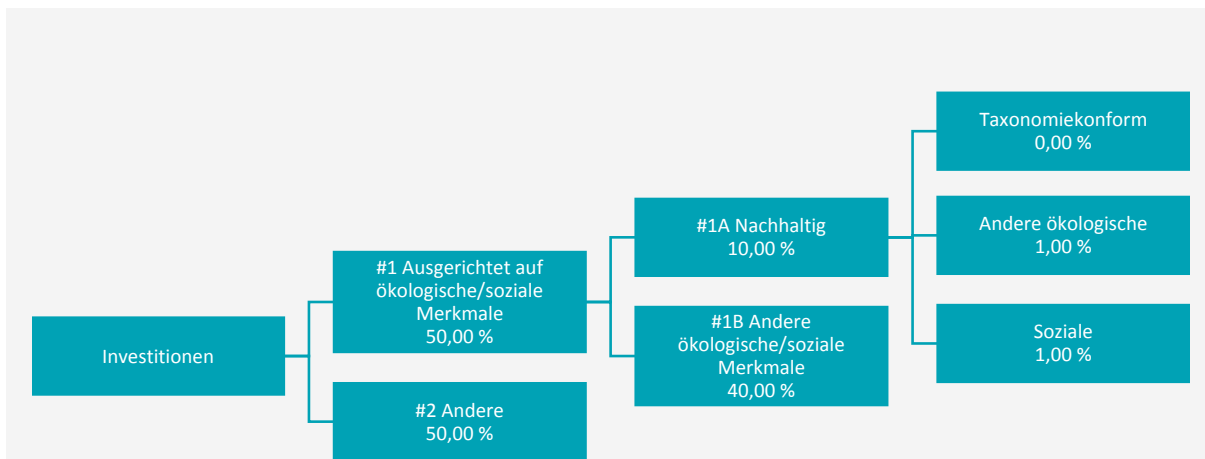 Investitionen
#1 Ausgerichtet auf
ökologische/soziale
Merkmale
50,00 %
#2 Andere
50,00 %
#1A Nachhaltig
10,00 %
#1B Andere
ökologische/soziale
Merkmale
40,00 %
Taxonomiekonform
0,00 %
Andere ökologische
1,00 %
Soziale
1,00 %